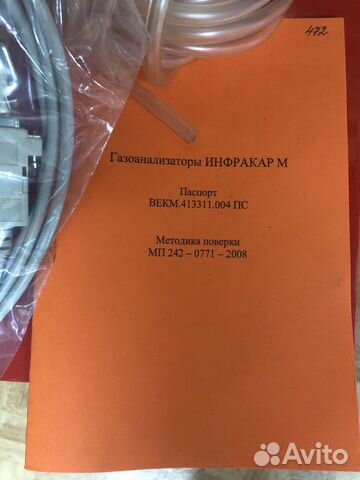 472
Газоанализаторы ИНФРАКАР М
Паспорт
ВЕКМ.413311.004 ПС
Методика поверки
МП 242 – 0771 – 2008
Avito